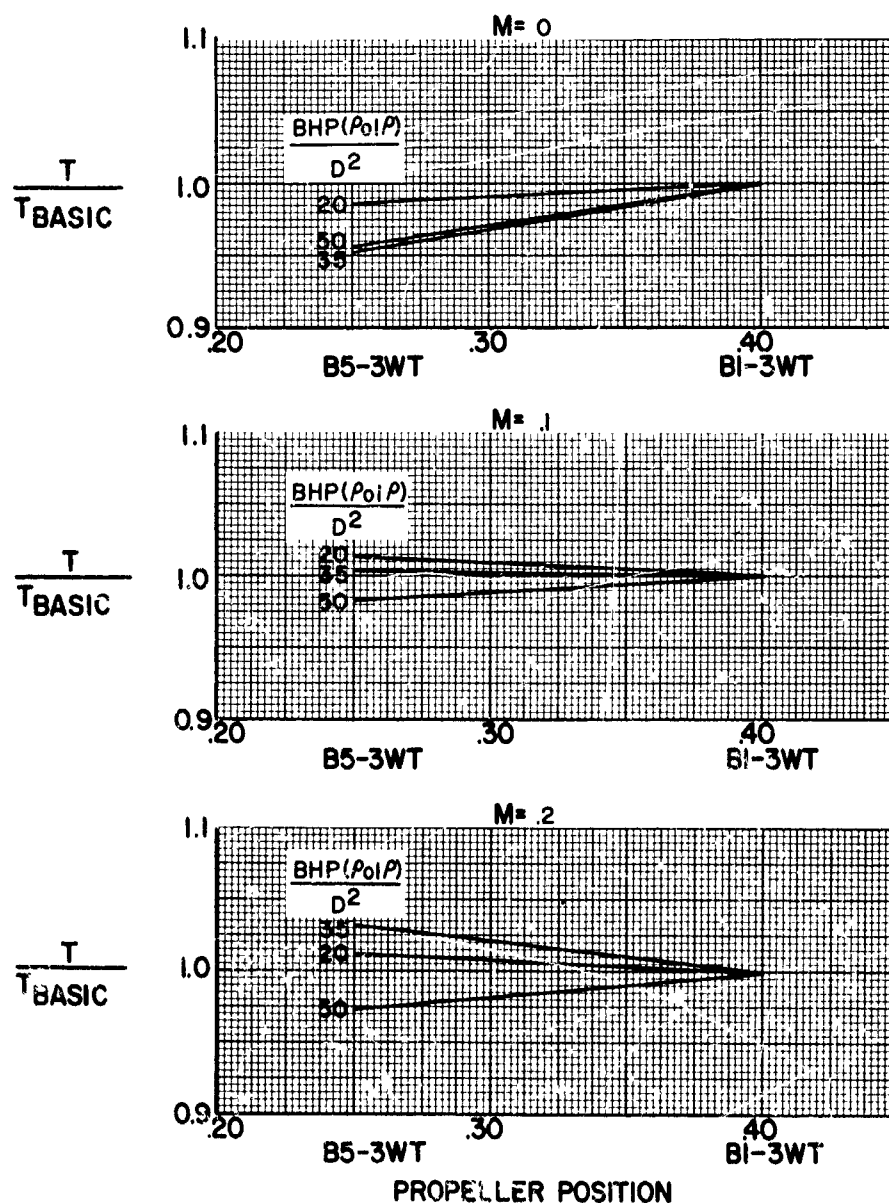 M= 0
1.1
BHP(ρ₀/ρ)
D²
T
TBASIC
1.0
20
50
35
0.9
.20 .30 .40
B5-3WT B1-3WT
M= .1
1.1
BHP(ρ₀/ρ)
D²
T
TBASIC
1.0
20
35
50
0.9
.20 .30 .40
B5-3WT B1-3WT
M= .2
1.1
BHP(ρ₀/ρ)
D²
T
TBASIC
1.0
35
20
50
0.9
.20 .30 .40
B5-3WT B1-3WT
PROPELLER POSITION